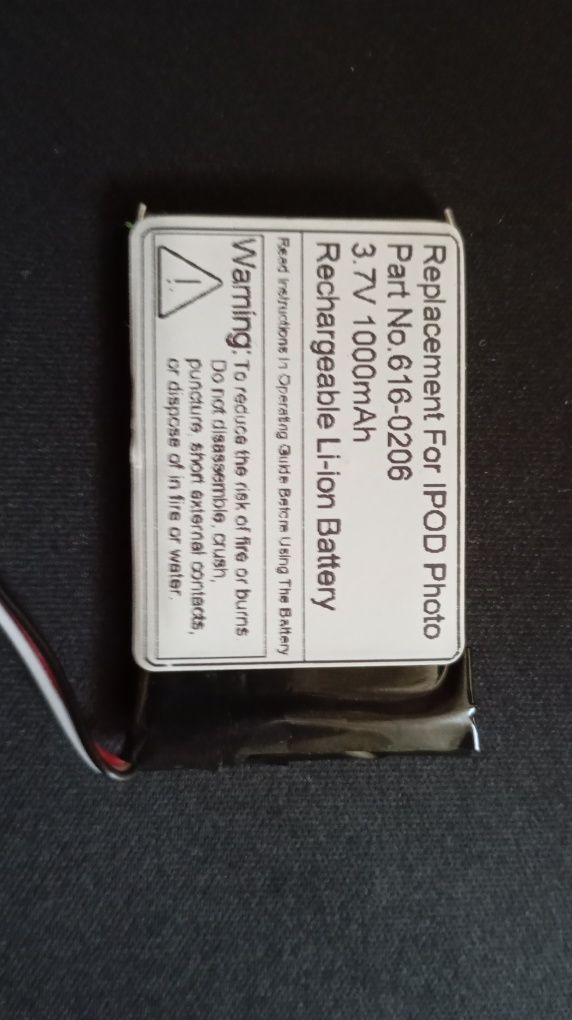 Replacement For IPOD Photo
Part No.616-0206
3.7V 1000mAh
Rechargeable Li-ion Battery
Read Instructions In Operating Guide Before Using The Battery
Warning: To reduce the risk of fire or burns
Do not disassemble, crush,
puncture, short external contacts,
or dispose of in fire or water.